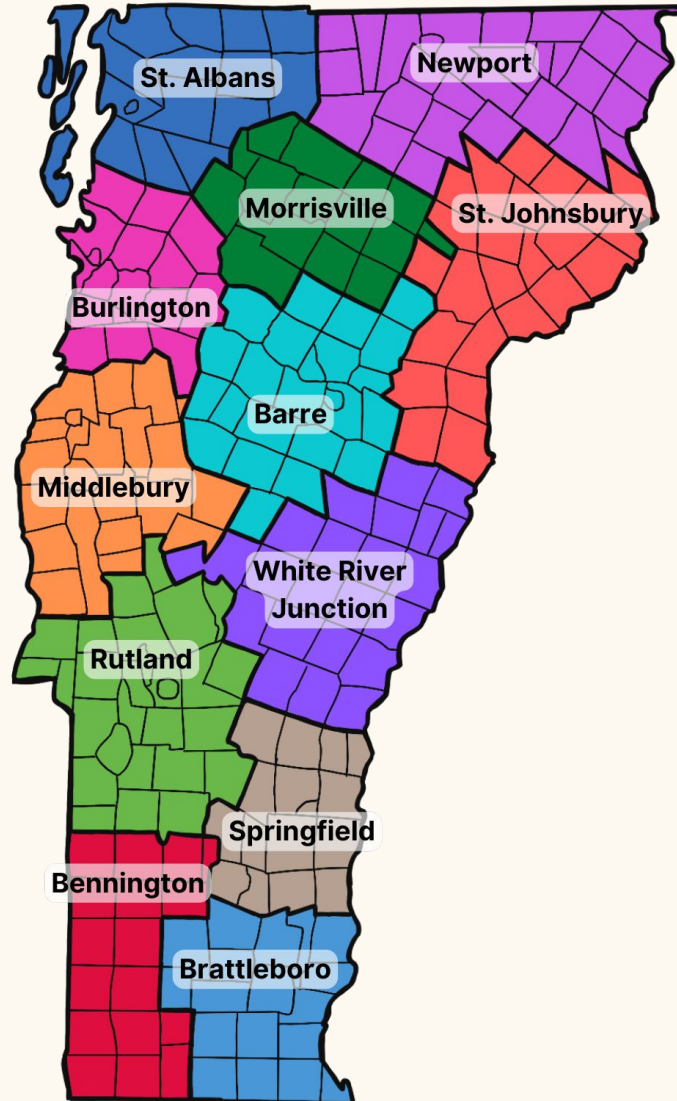 Newport
St. Albans
Morrisville
St. Johnsbury
Burlington
Barre
Middlebury
White River
Junction
Rutland
Springfield
Bennington
Brattleboro